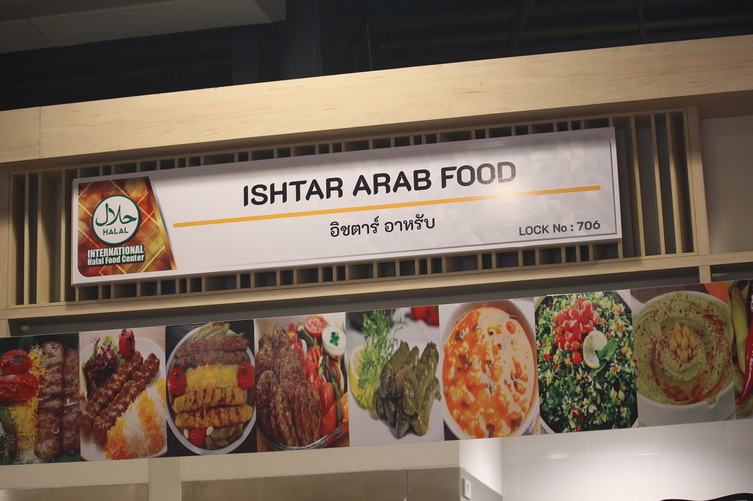 ISHTAR ARAB FOOD
อิชตาร์ อาหรับ
LOCK No : 706
حلال
HALAL
INTERNATIONAL
Halal Food Center